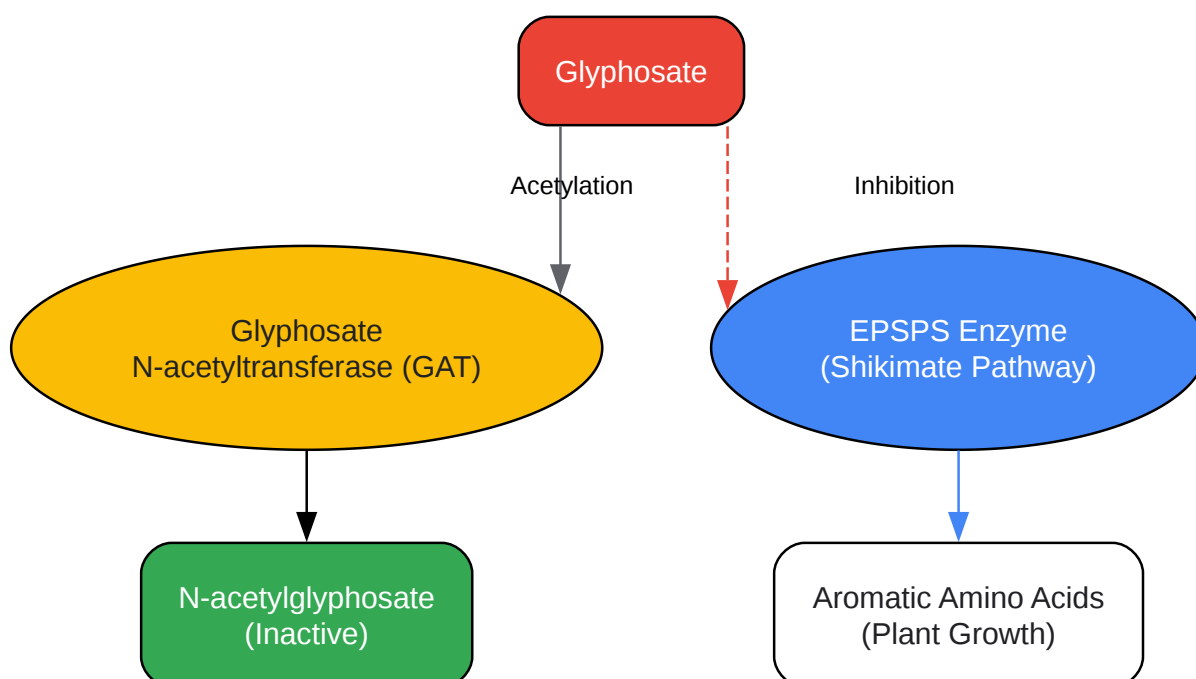 Glyphosate
Acetylation
Inhibition
Glyphosate
N-acetyltransferase (GAT)
EPSPS Enzyme
(Shikimate Pathway)
N-acetylglyphosate
(Inactive)
Aromatic Amino Acids
(Plant Growth)